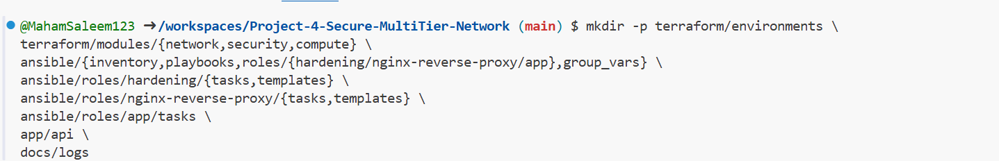 @MahamSaleem123 ➜/workspaces/Project-4-Secure-MultiTier-Network (main) $ mkdir -p terraform/environments \
terraform/modules/{network,security,compute} \
ansible/{inventory,playbooks,roles/{hardening/nginx-reverse-proxy/app},group_vars} \
ansible/roles/hardening/{tasks,templates} \
ansible/roles/nginx-reverse-proxy/{tasks,templates} \
ansible/roles/app/tasks \
app/api \
docs/logs